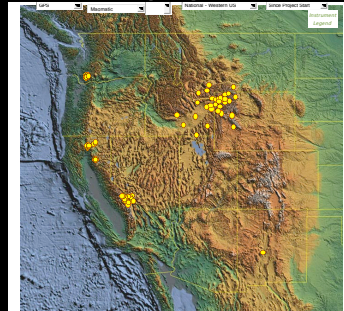 GPS
Magmatic
National - Western US
Since Project Start
Instrument
Legend